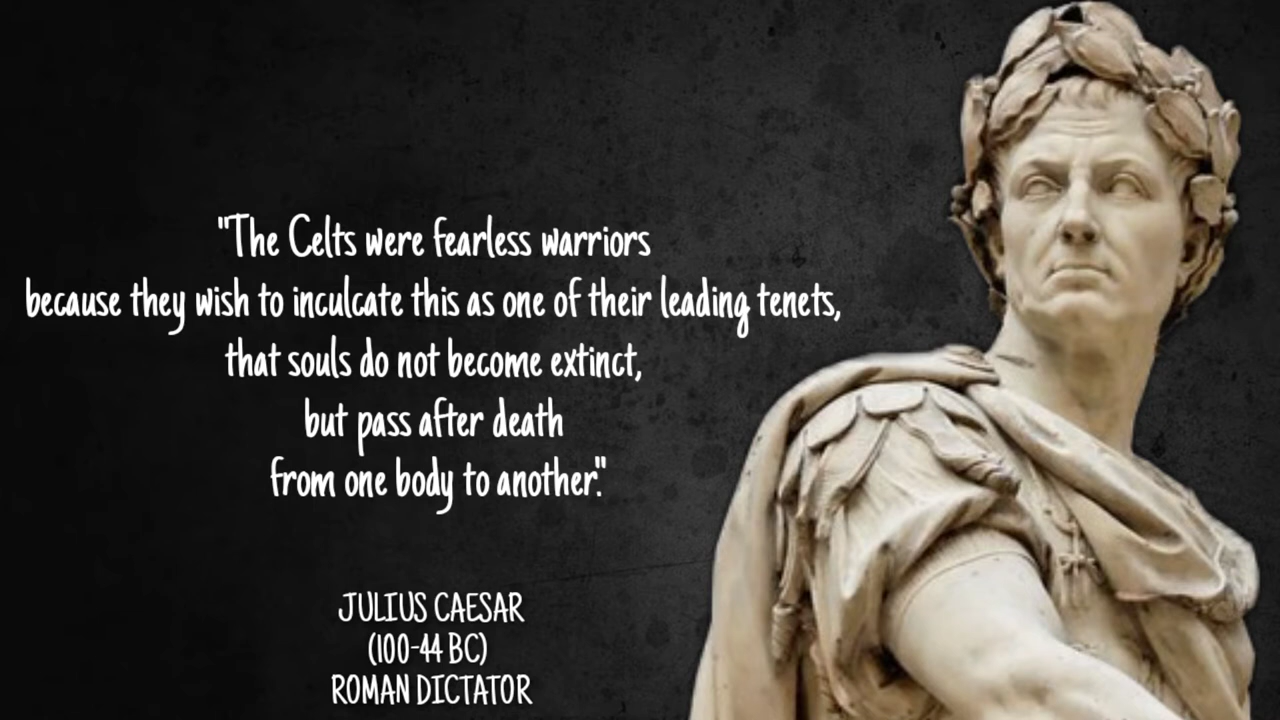 "The Celts were fearless warriors
because they wish to inculcate this as one of their leading tenets,
that souls do not become extinct,
but pass after death
from one body to another."
JULIUS CAESAR
(100-44 BC)
ROMAN DICTATOR